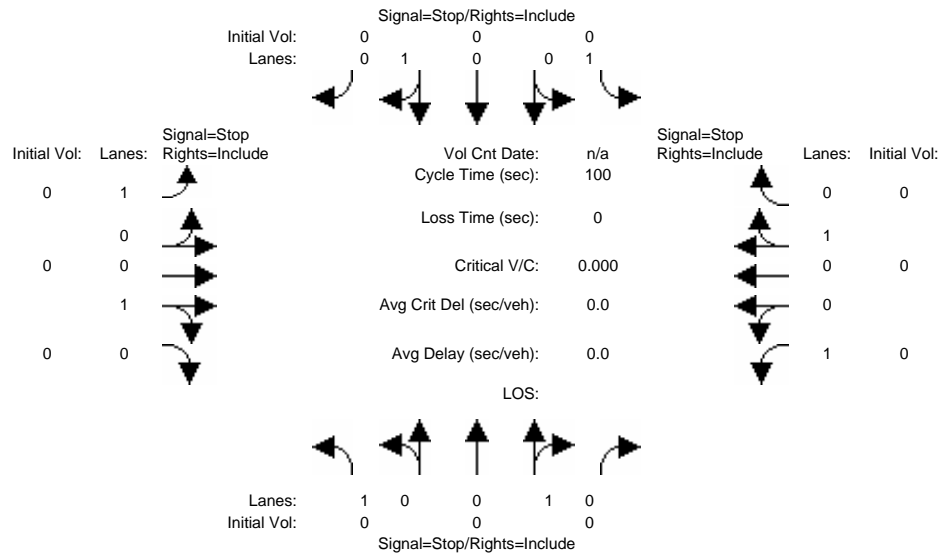 Signal=Stop/Rights=Include
Initial Vol: 0 0 0
Lanes: 0 1 0 0 1
Signal=Stop
Initial Vol: Lanes: Rights=Include
Vol Cnt Date: n/a
Signal=Stop
Rights=Include Lanes: Initial Vol:
Cycle Time (sec): 100
0 1
0 0
Loss Time (sec): 0
0
1
0 0
Critical V/C: 0.000
0 0
1
Avg Crit Del (sec/veh): 0.0
0
0 0
Avg Delay (sec/veh): 0.0
1 0
LOS:
Lanes: 1 0 0 1 0
Initial Vol: 0 0 0
Signal=Stop/Rights=Include